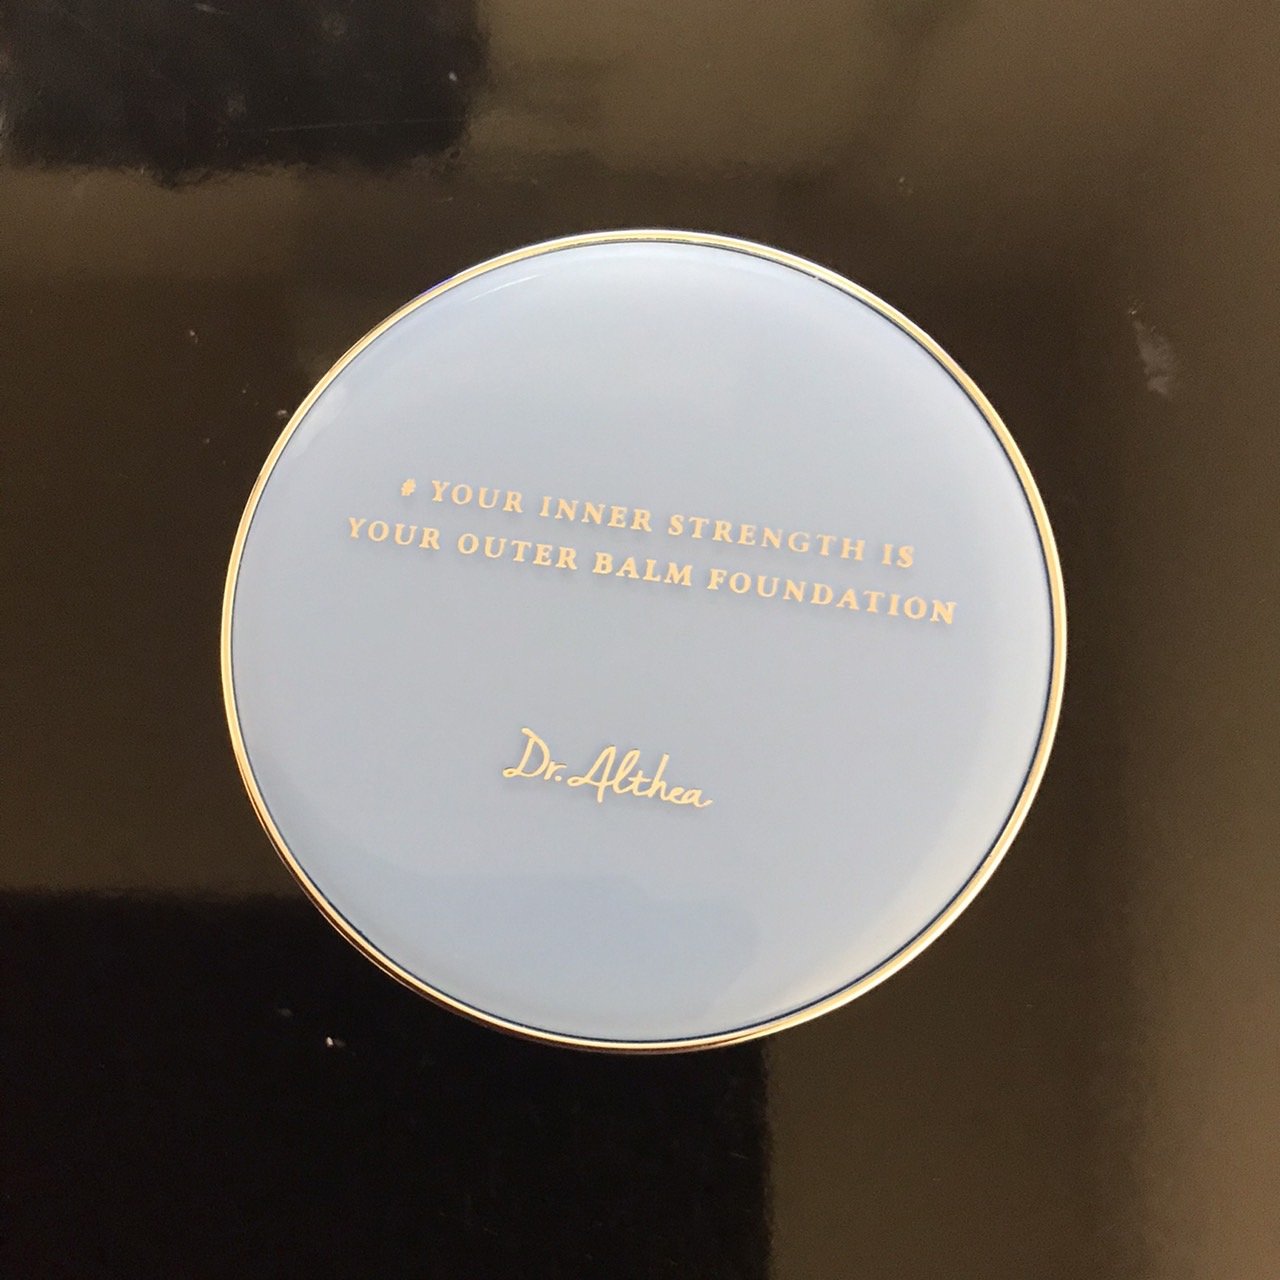 # YOUR INNER STRENGTH IS
YOUR OUTER BALM FOUNDATION
Dr. Althea